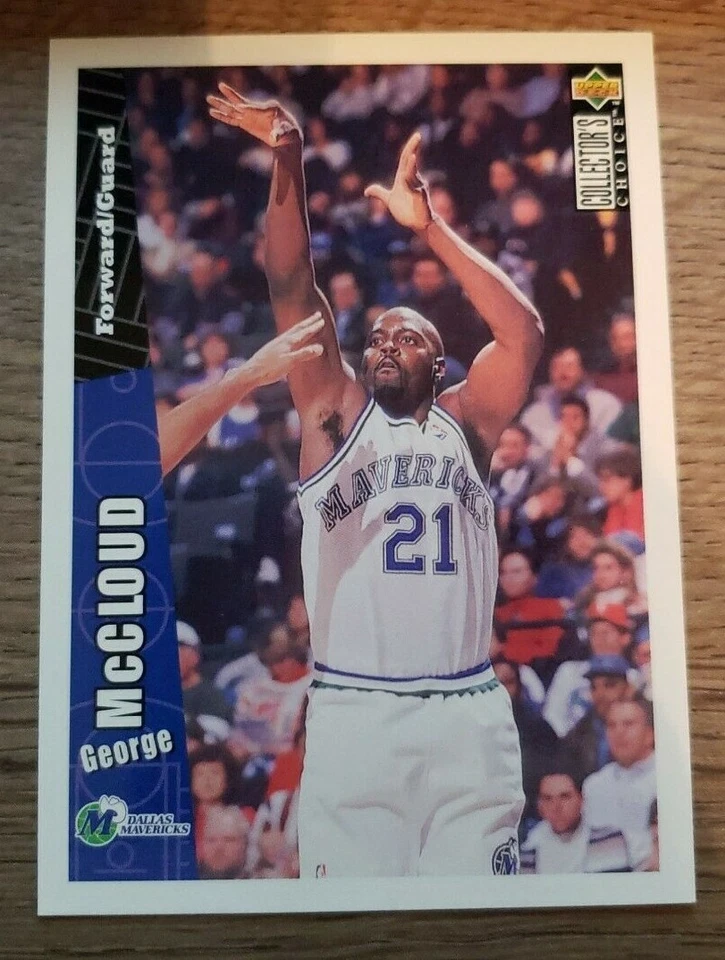 UPPER DECK
COLLECTOR'S
CHOICE
Forward/Guard
MAVERICKS
21
McCLOUD
George
M
DALLAS
MAVERICKS
M